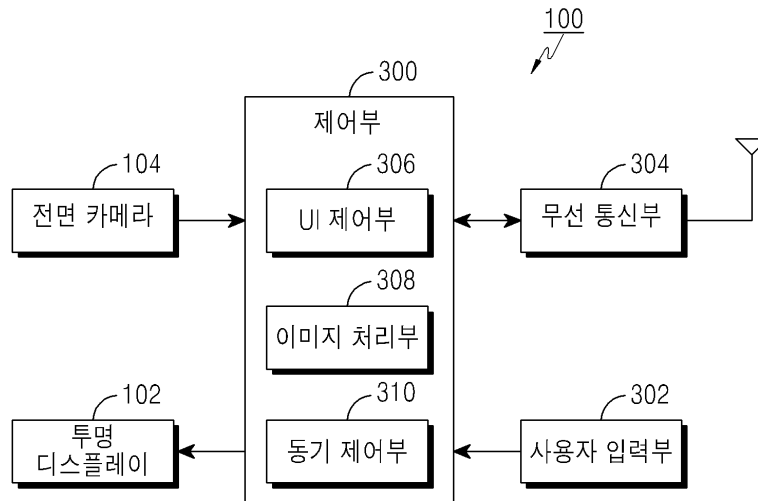 100
300
제어부
104
전면 카메라
306
UI 제어부
304
무선 통신부
308
이미지 처리부
102
투명
디스플레이
310
동기 제어부
302
사용자 입력부